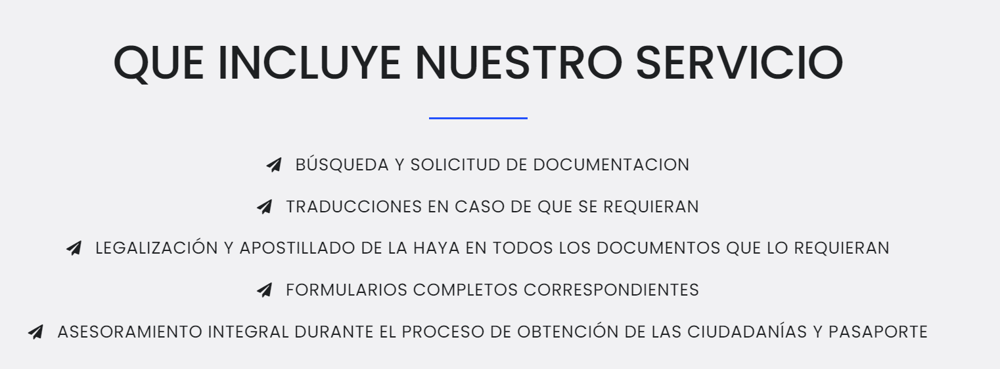 QUE INCLUYE NUESTRO SERVICIO
BÚSQUEDA Y SOLICITUD DE DOCUMENTACION
TRADUCCIONES EN CASO DE QUE SE REQUIERAN
LEGALIZACIÓN Y APOSTILLADO DE LA HAYA EN TODOS LOS DOCUMENTOS QUE LO REQUIERAN
FORMULARIOS COMPLETOS CORRESPONDIENTES
ASESORAMIENTO INTEGRAL DURANTE EL PROCESO DE OBTENCIÓN DE LAS CIUDADANÍAS Y PASAPORTE